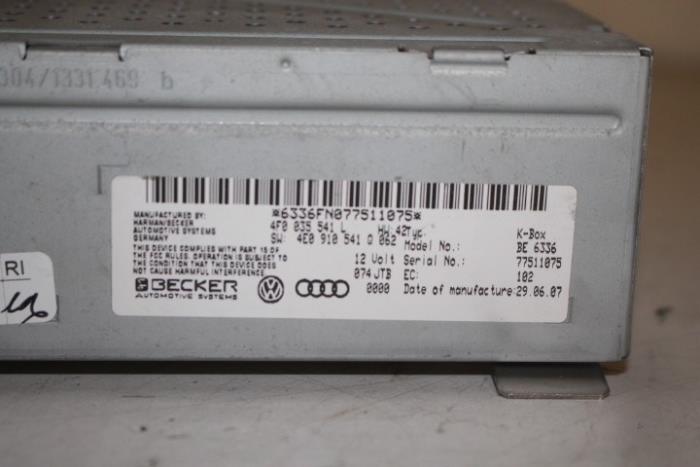 304/1331.469 b
*6336FN077511075*
MANUFACTURED BY:
HARMAN/BECKER
AUTOMOTIVE SYSTEMS
GERMANY
4F0 035 541 L HW:42Typ: K-Box
SW: 4E0 910 541 Q 062 Model No.: BE 6336
THIS DEVICE COMPLIES WITH PART 15 OF
THE FCC RULES. OPERATION IS SUBJECT TO
THE CONDITION THAT THIS DEVICE DOES
NOT CAUSE HARMFUL INTERFERENCE
12 Volt Serial No.: 77511075
074JTB EC: 102
0000 Date of manufacture: 29.06.07
BECKER
AUTOMOTIVE SYSTEMS
RI